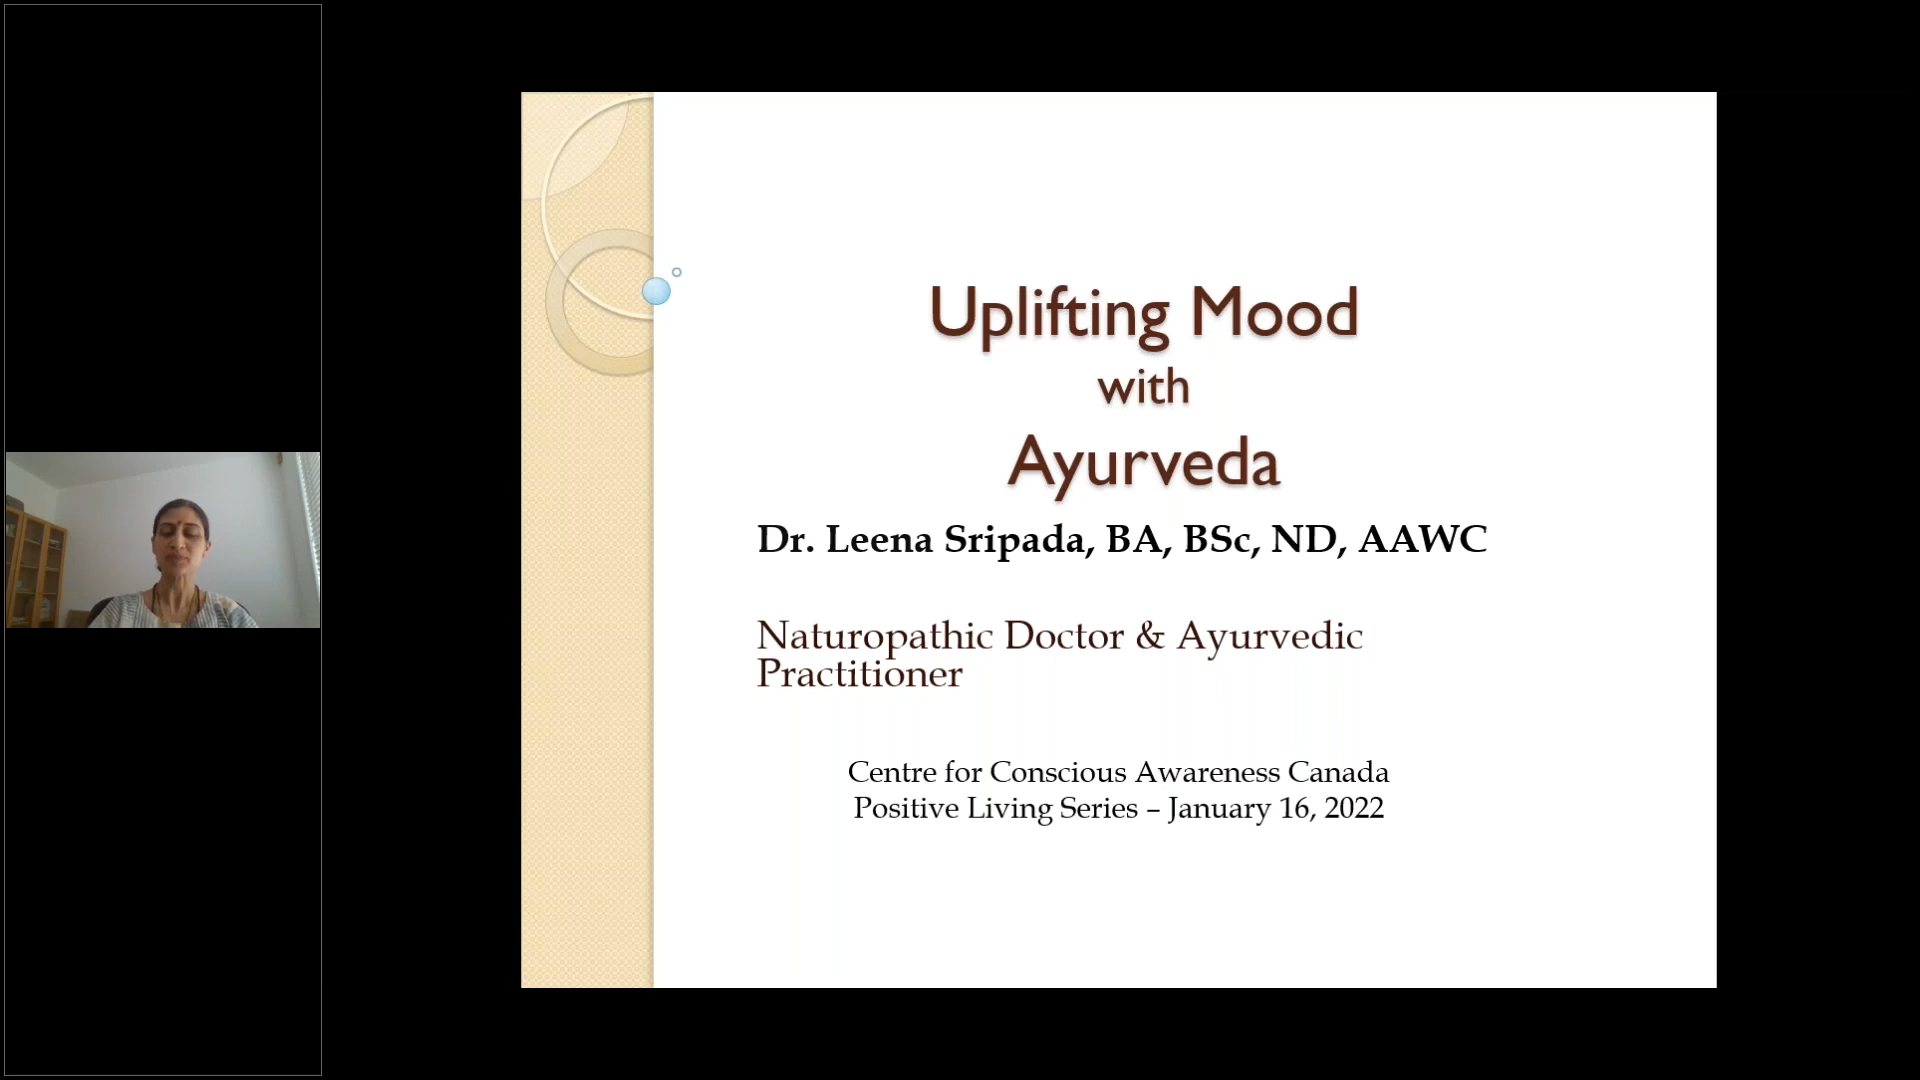 Uplifting Mood
with
Ayurveda
Dr. Leena Sripada, BA, BSc, ND, AAWC
Naturopathic Doctor & Ayurvedic
Practitioner
Centre for Conscious Awareness Canada
Positive Living Series – January 16, 2022